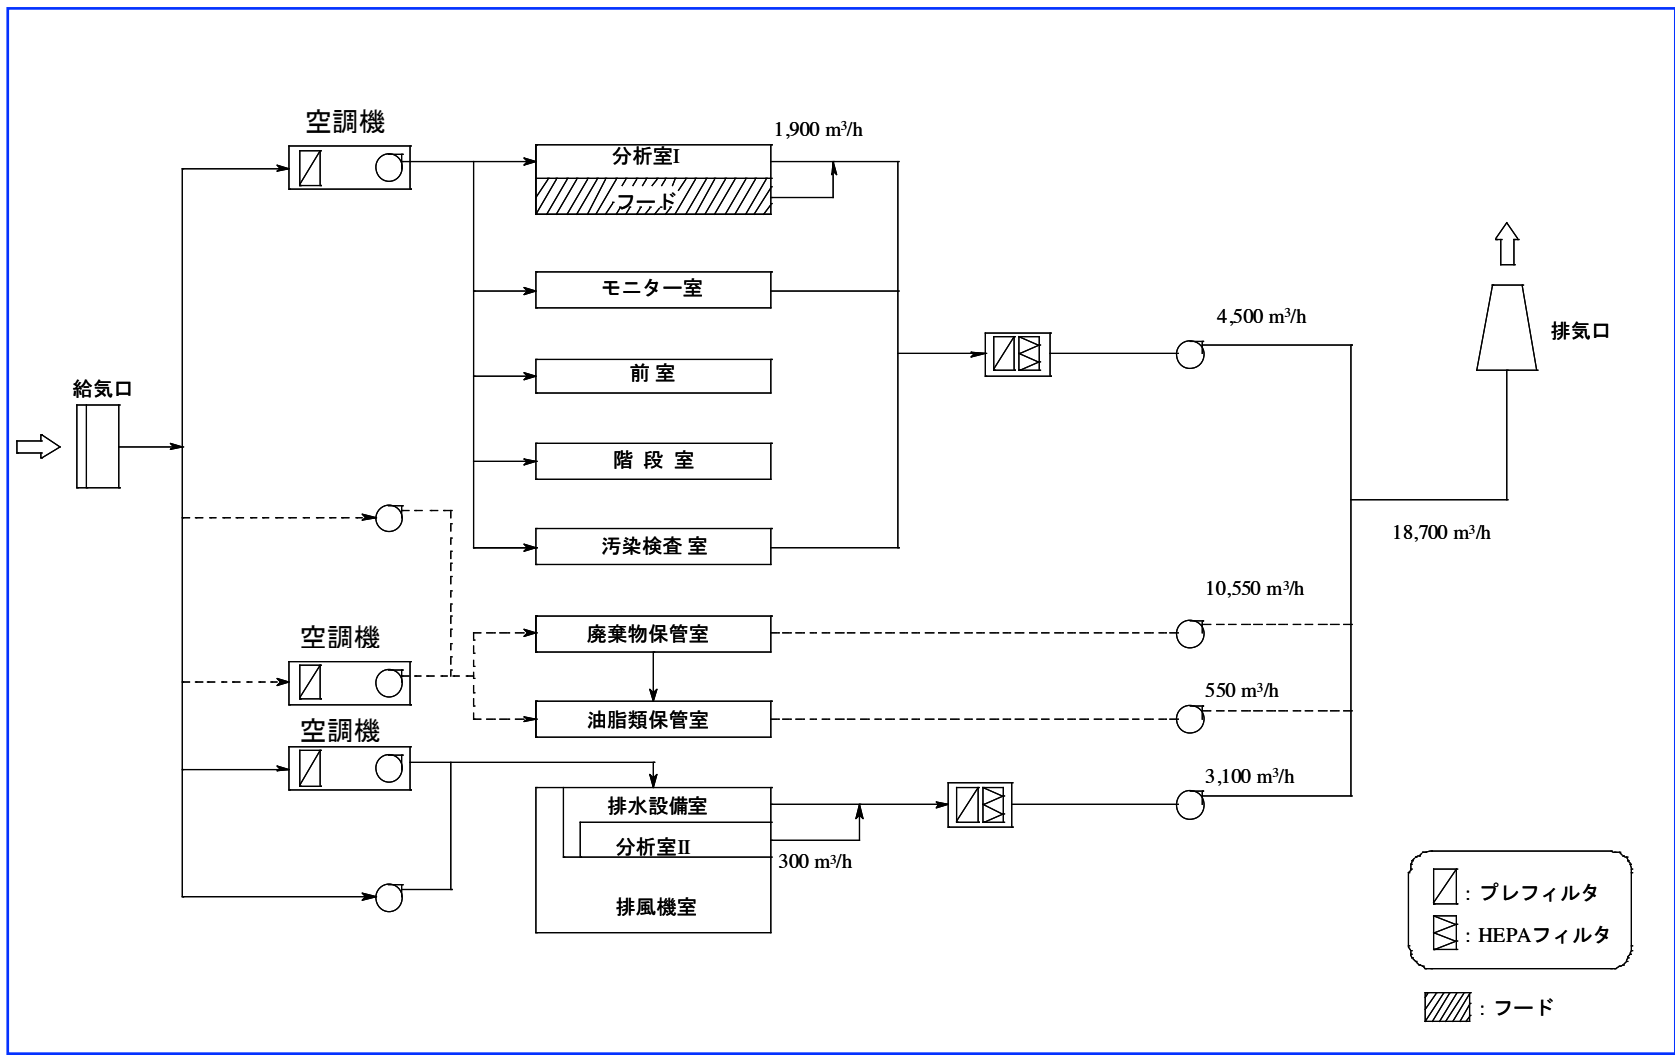 空調機
1,900 m³/h
分析室I
フード
モニター室
4,500 m³/h
排気口
前 室
給気口
階 段 室
18,700 m³/h
汚染検査 室
10,550 m³/h
空調機
廃棄物保管室
550 m³/h
油脂類保管室
空調機
3,100 m³/h
排水設備室
分析室II
300 m³/h
排風機室
: プレフィルタ
: HEPAフィルタ
: フード